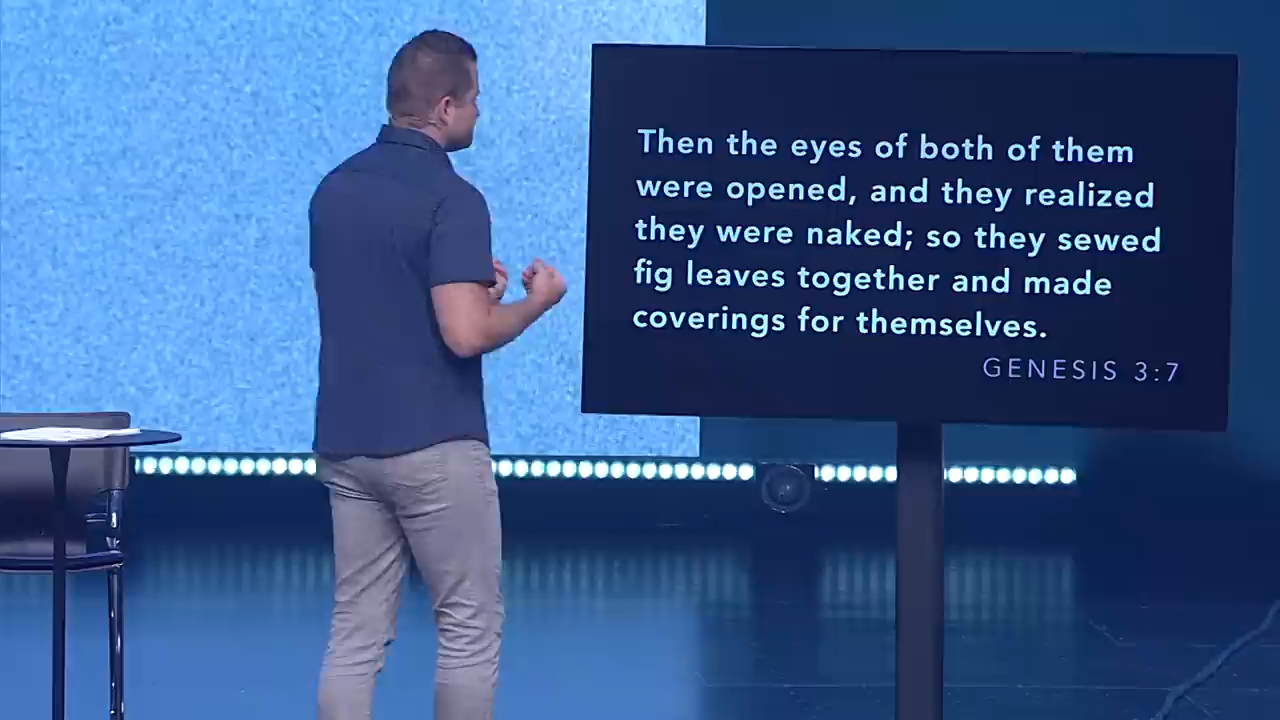 Then the eyes of both of them
were opened, and they realized
they were naked; so they sewed
fig leaves together and made
coverings for themselves.
GENESIS 3:7